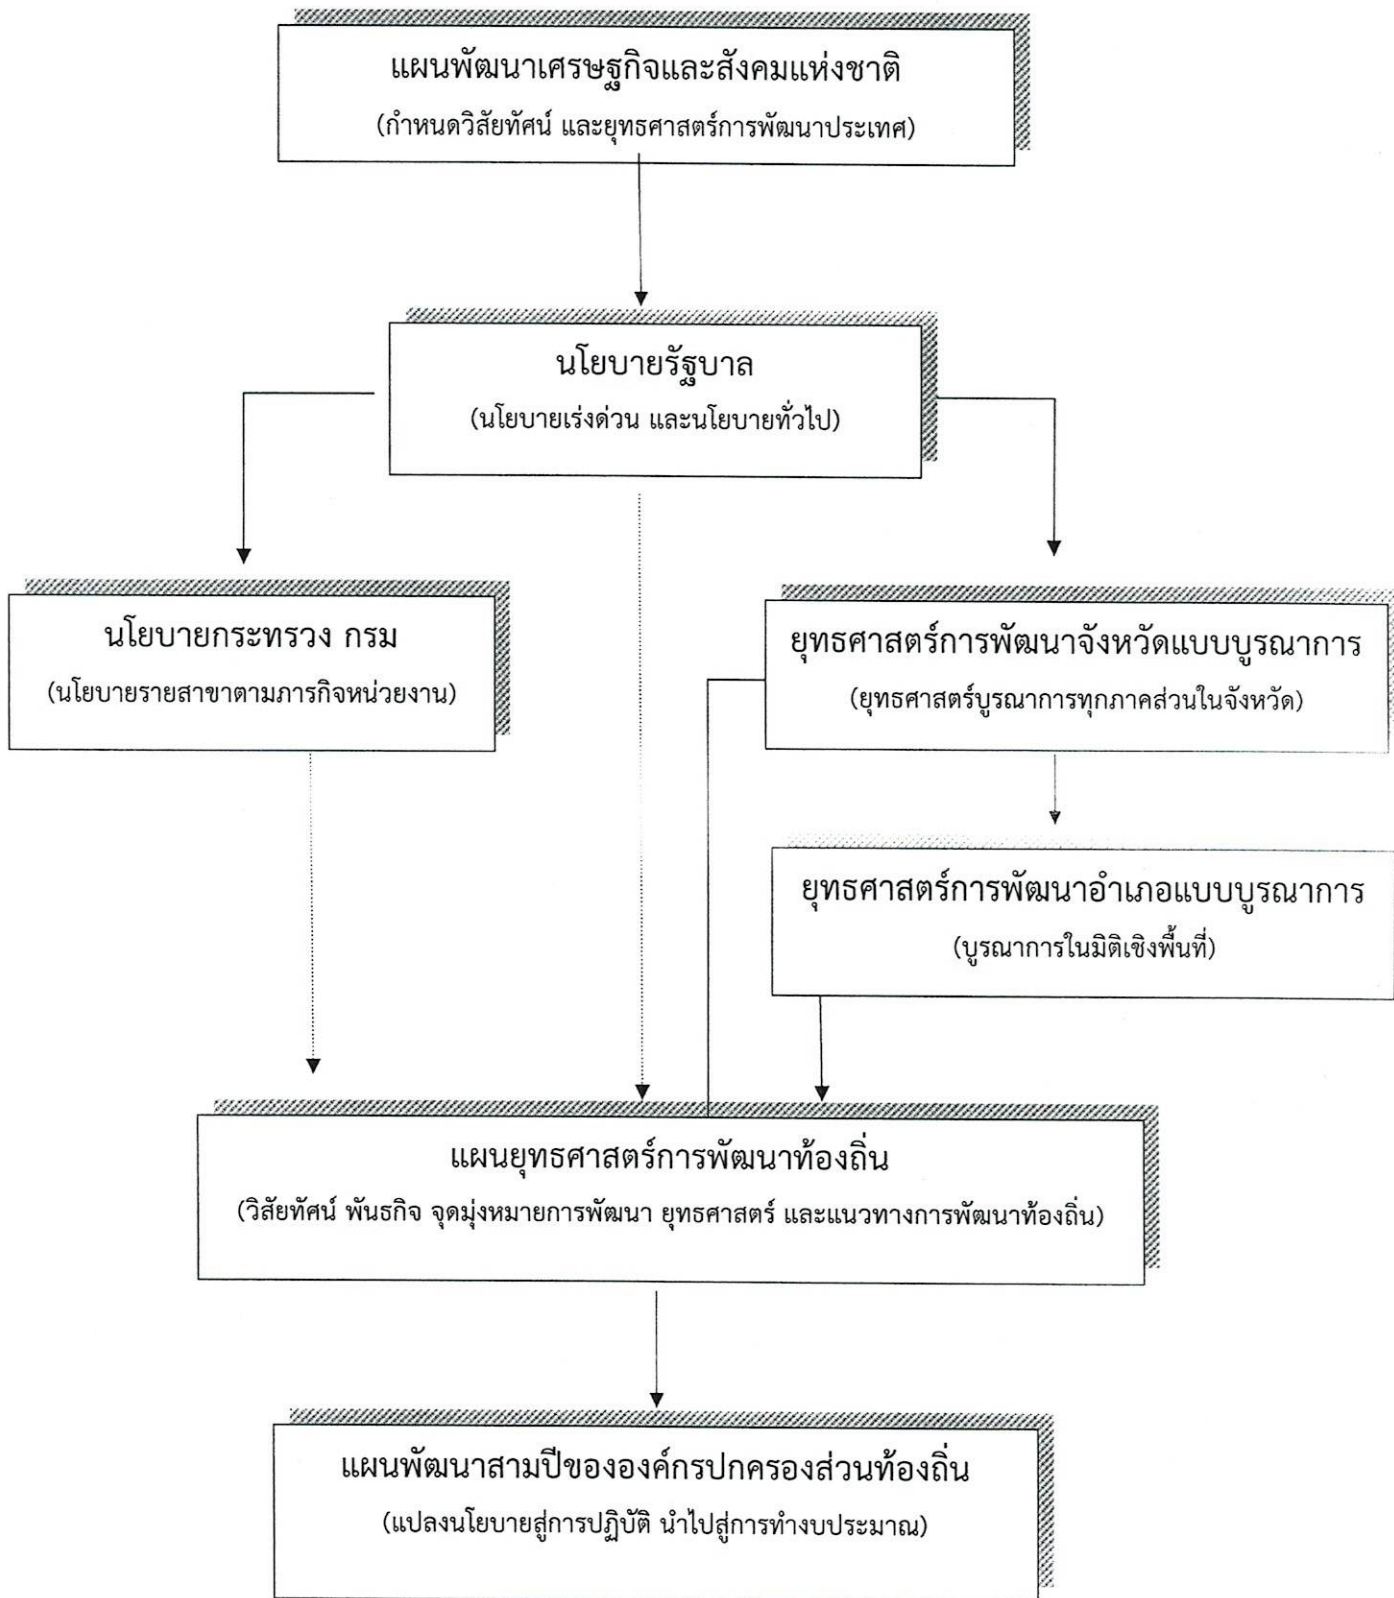 แผนพัฒนาเศรษฐกิจและสังคมแห่งชาติ
(กำหนดวิสัยทัศน์ และยุทธศาสตร์การพัฒนาประเทศ)
นโยบายรัฐบาล
(นโยบายเร่งด่วน และนโยบายทั่วไป)
นโยบายกระทรวง กรม
(นโยบายรายสาขาตามภารกิจหน่วยงาน)
ยุทธศาสตร์การพัฒนาจังหวัดแบบบูรณาการ
(ยุทธศาสตร์บูรณาการทุกภาคส่วนในจังหวัด)
ยุทธศาสตร์การพัฒนาอำเภอแบบบูรณาการ
(บูรณาการในมิติเชิงพื้นที่)
แผนยุทธศาสตร์การพัฒนาท้องถิ่น
(วิสัยทัศน์ พันธกิจ จุดมุ่งหมายการพัฒนา ยุทธศาสตร์ และแนวทางการพัฒนาท้องถิ่น)
แผนพัฒนาสามปีขององค์กรปกครองส่วนท้องถิ่น
(แปลงนโยบายสู่การปฏิบัติ นำไปสู่การทำงบประมาณ)